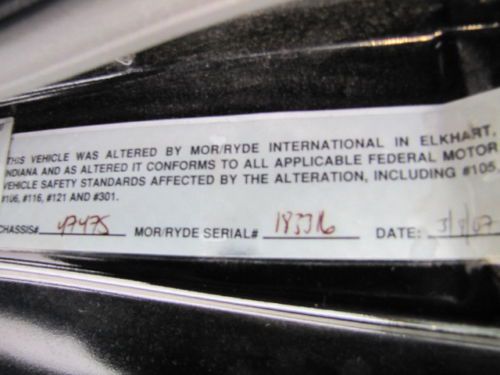 THIS VEHICLE WAS ALTERED BY MOR/RYDE INTERNATIONAL IN ELKHART,
INDIANA AND AS ALTERED IT CONFORMS TO ALL APPLICABLE FEDERAL MOTOR
VEHICLE SAFETY STANDARDS AFFECTED BY THE ALTERATION, INCLUDING #105,
#106, #116, #121 AND #301.
CHASSIS# 47475 MOR/RYDE SERIAL# DATE: